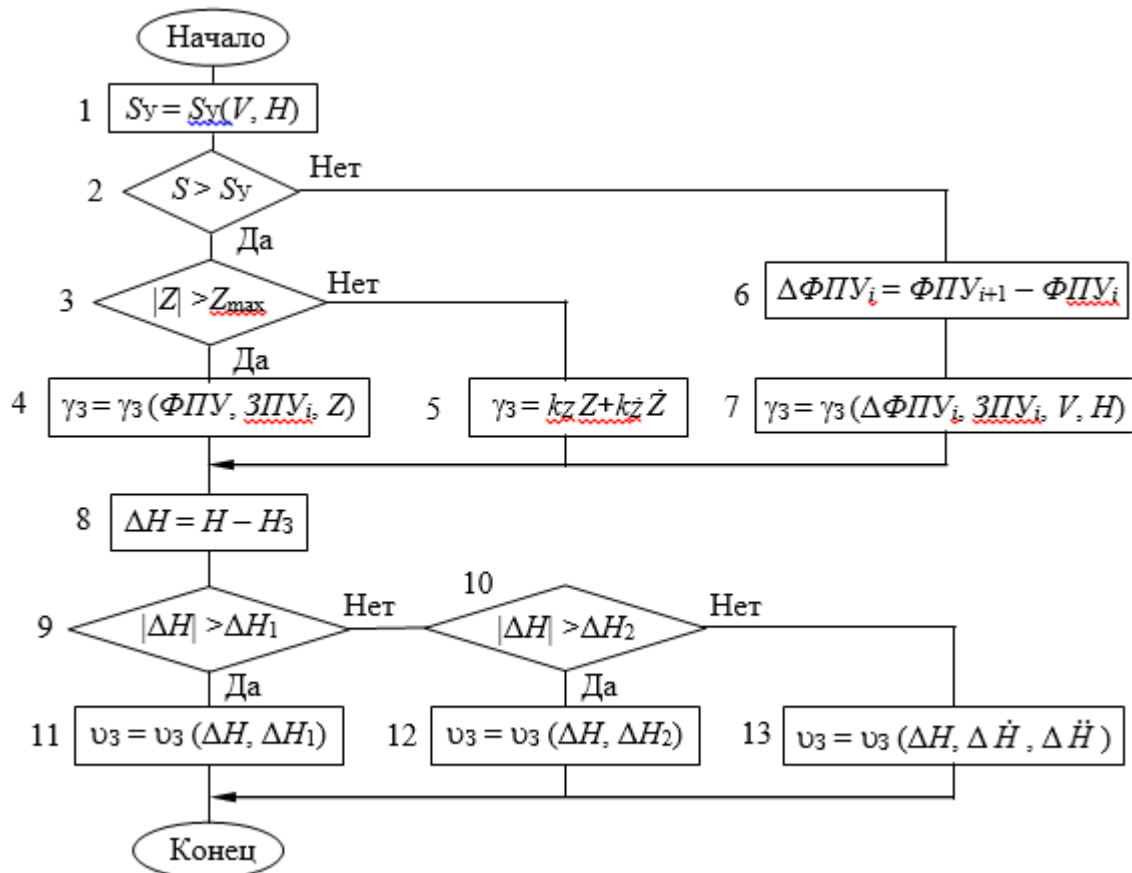 Начало
1
Sу = Sу(V, H)
2
S > Sу
Нет
Да
3
|Z| >Zmax
Нет
6
ΔФПУi = ФПУi+1 − ФПУi
Да
4
γз = γз (ФПУ, ЗПУi, Z)
5
γз = kZ Z+kŻ Ż
7
γз = γз (ΔФПУi, ЗПУi, V, H)
8
ΔH = H − Hз
9
|ΔH| >ΔH1
Нет
10
|ΔH| >ΔH2
Нет
Да
Да
11
υз = υз (ΔH, ΔH1)
12
υз = υз (ΔH, ΔH2)
13
υз = υз (ΔH, Δ Ḣ , Δ Ḧ )
Конец